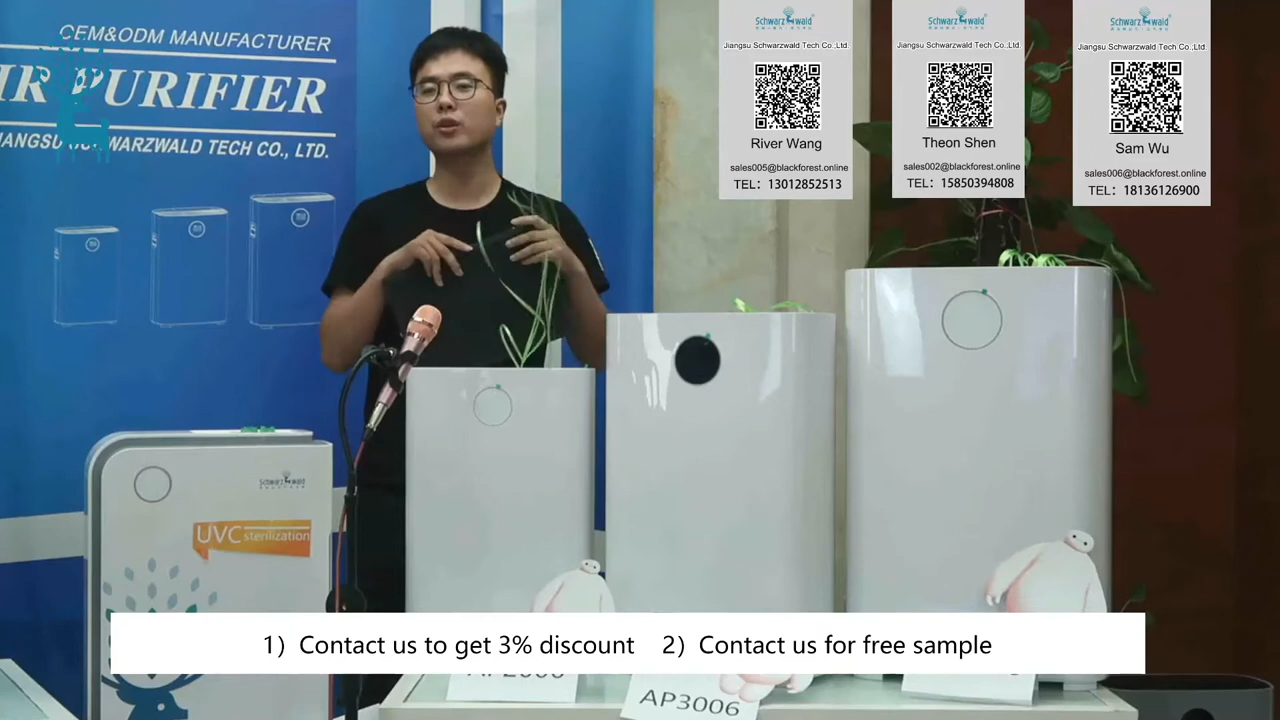 OEM&ODM MANUFACTURER
IR PURIFIER
JIANGSU SCHWARZWALD TECH CO., LTD.
Schwarzwald
Jiangsu Schwarzwald Tech Co.,Ltd.
River Wang
sales005@blackforest.online
TEL：13012852513
Schwarzwald
Jiangsu Schwarzwald Tech Co.,Ltd.
Theon Shen
sales002@blackforest.online
TEL：15850394808
Schwarzwald
Jiangsu Schwarzwald Tech Co.,Ltd.
Sam Wu
sales006@blackforest.online
TEL：18136126900
Schwarzwald
UVC sterilization
1）Contact us to get 3% discount 2）Contact us for free sample
AP3006